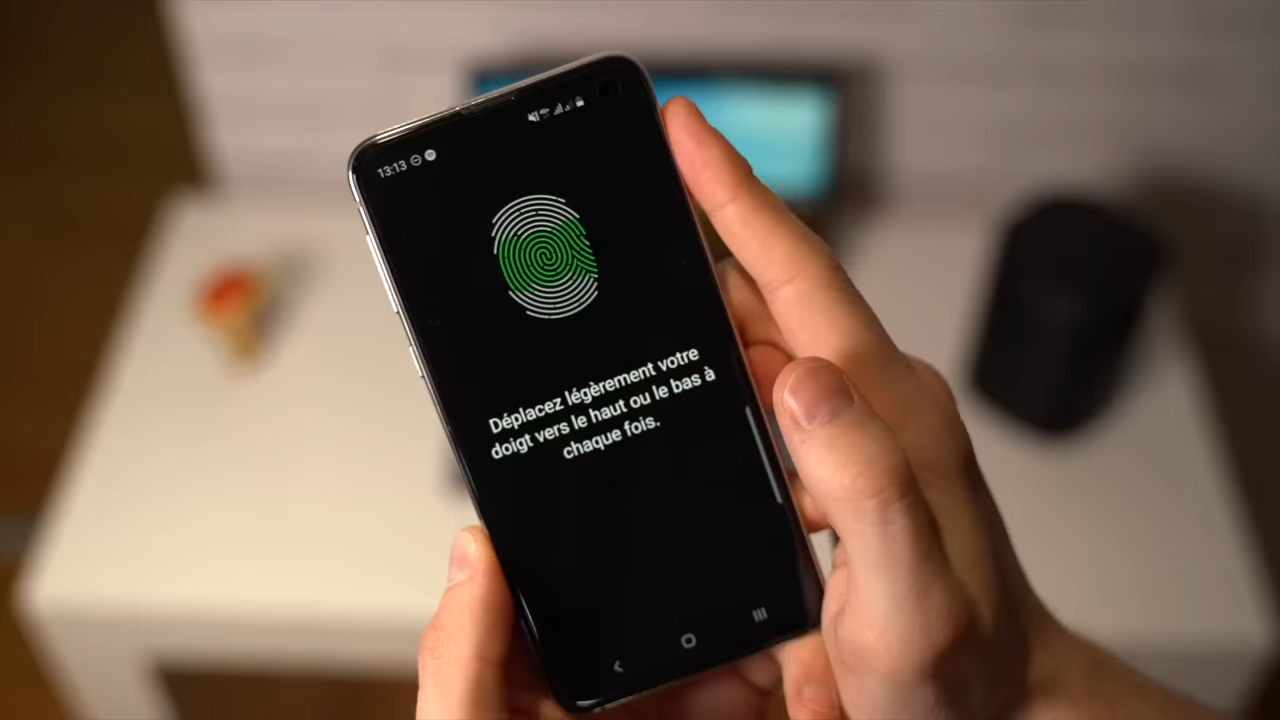 13:13
Déplacez légèrement votre
doigt vers le haut ou le bas à
chaque fois.